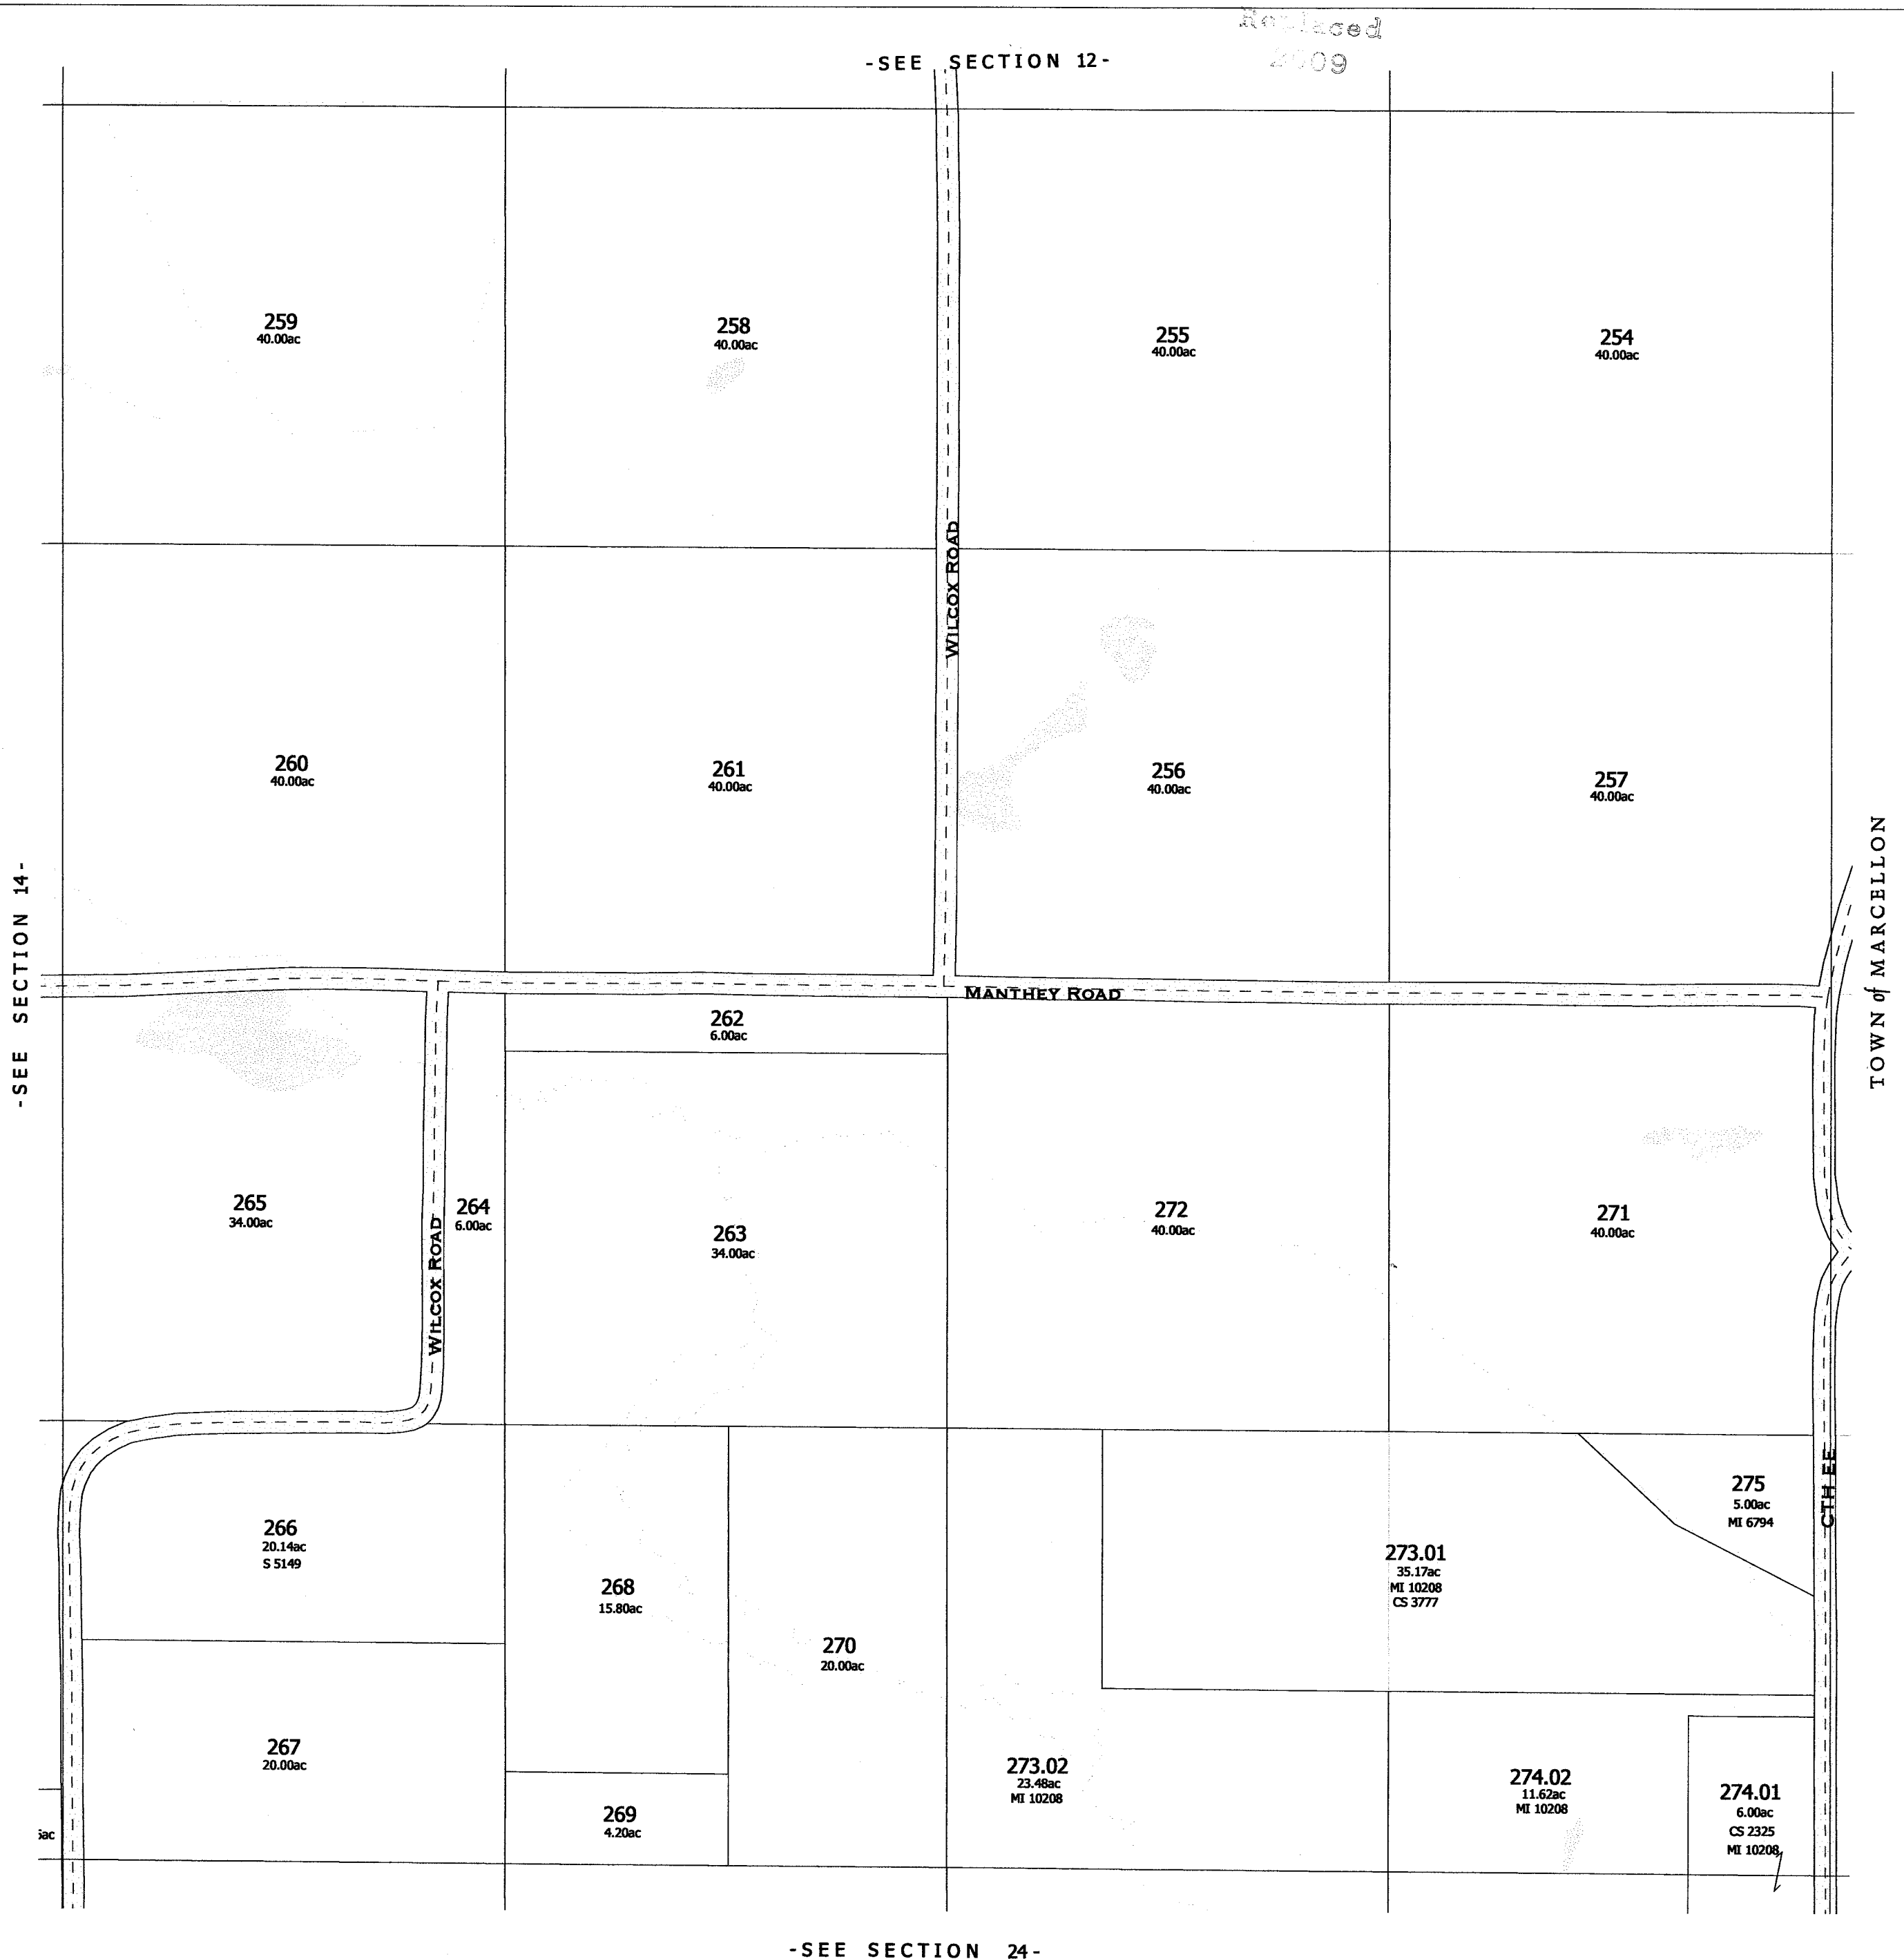 Replaced
2009
-SEE SECTION 12-
259
40.00ac
258
40.00ac
255
40.00ac
254
40.00ac
WILCOX ROAD
260
40.00ac
261
40.00ac
256
40.00ac
257
40.00ac
-SEE SECTION 14-
TOWN of MARCELLON
MANTHEY ROAD
262
6.00ac
265
34.00ac
WILCOX ROAD
264
6.00ac
263
34.00ac
272
40.00ac
271
40.00ac
CTH EE
275
5.00ac
MI 6794
266
20.14ac
S 5149
268
15.80ac
273.01
35.17ac
MI 10208
CS 3777
270
20.00ac
267
20.00ac
269
4.20ac
273.02
23.48ac
MI 10208
274.02
11.62ac
MI 10208
274.01
6.00ac
CS 2325
MI 10208
-SEE SECTION 24-